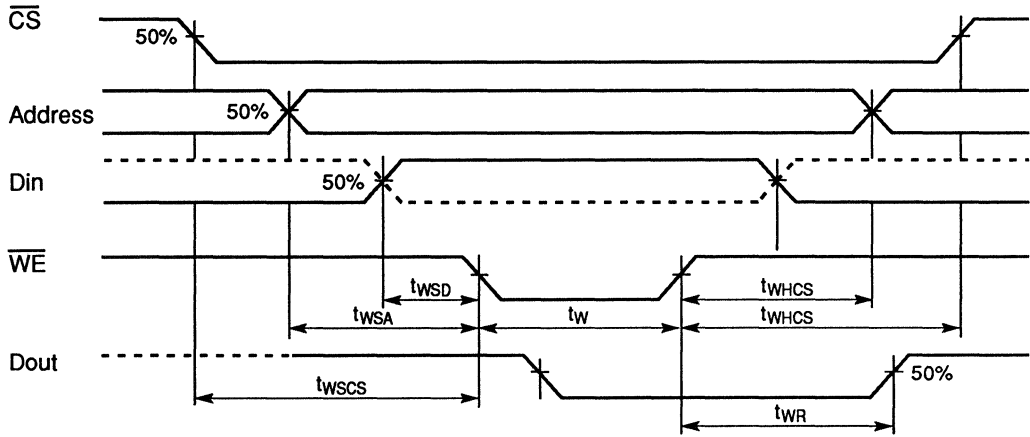 CS
50%
Address
50%
Din
50%
WE
tWSD
tWHCS
tWSA
tW
tWHCS
Dout
50%
tWSCS
tWR